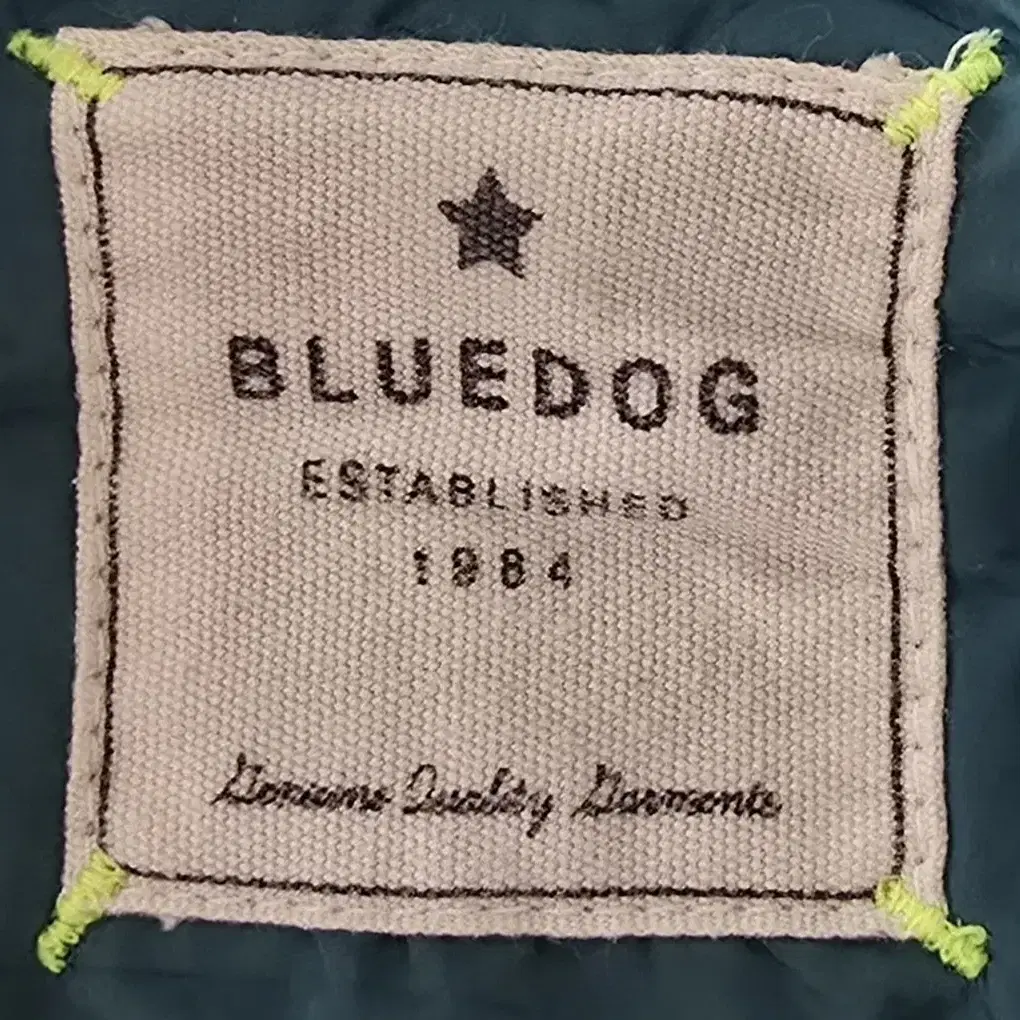 BLUEDOG
ESTABLISHED
1984
Genuine Quality Garments